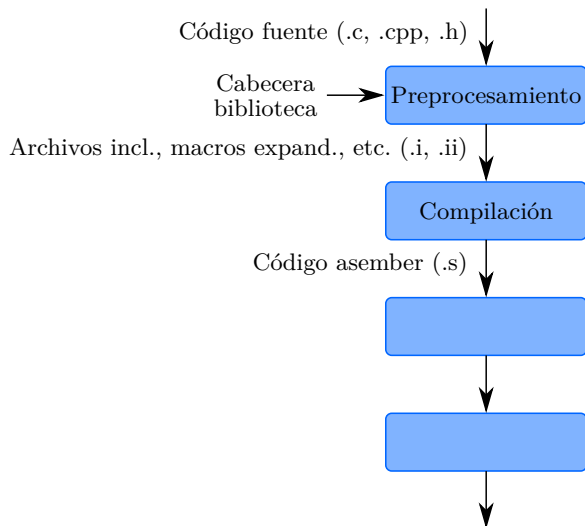 Código fuente (.c, .cpp, .h)
Cabecera
biblioteca
Preprocesamiento
Archivos incl., macros expand., etc. (.i, .ii)
Compilación
Código asember (.s)